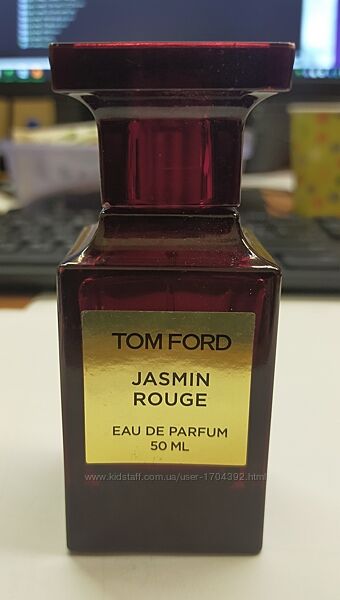 TOM FORD
JASMIN
ROUGE
EAU DE PARFUM
50 ML
www.kidstaff.com.ua/user-1704392.html